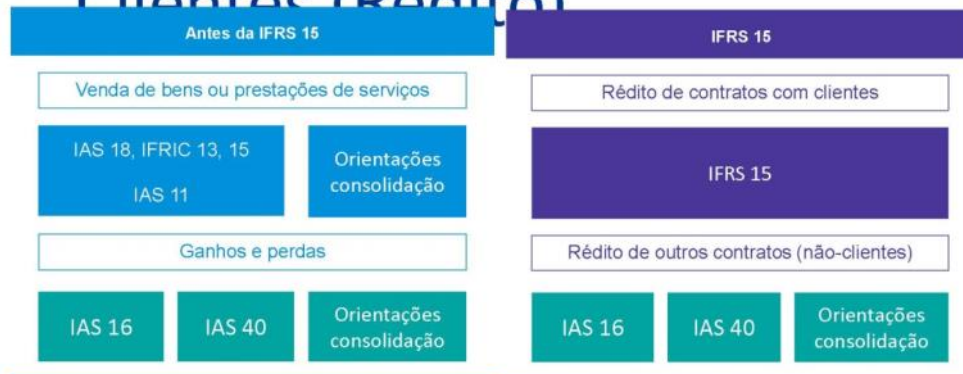 Clientes (Rédito)
Antes da IFRS 15
Venda de bens ou prestações de serviços
IAS 18, IFRIC 13, 15
IAS 11
Orientações
consolidação
Ganhos e perdas
IAS 16
IAS 40
Orientações
consolidação
IFRS 15
Rédito de contratos com clientes
IFRS 15
Rédito de outros contratos (não-clientes)
IAS 16
IAS 40
Orientações
consolidação